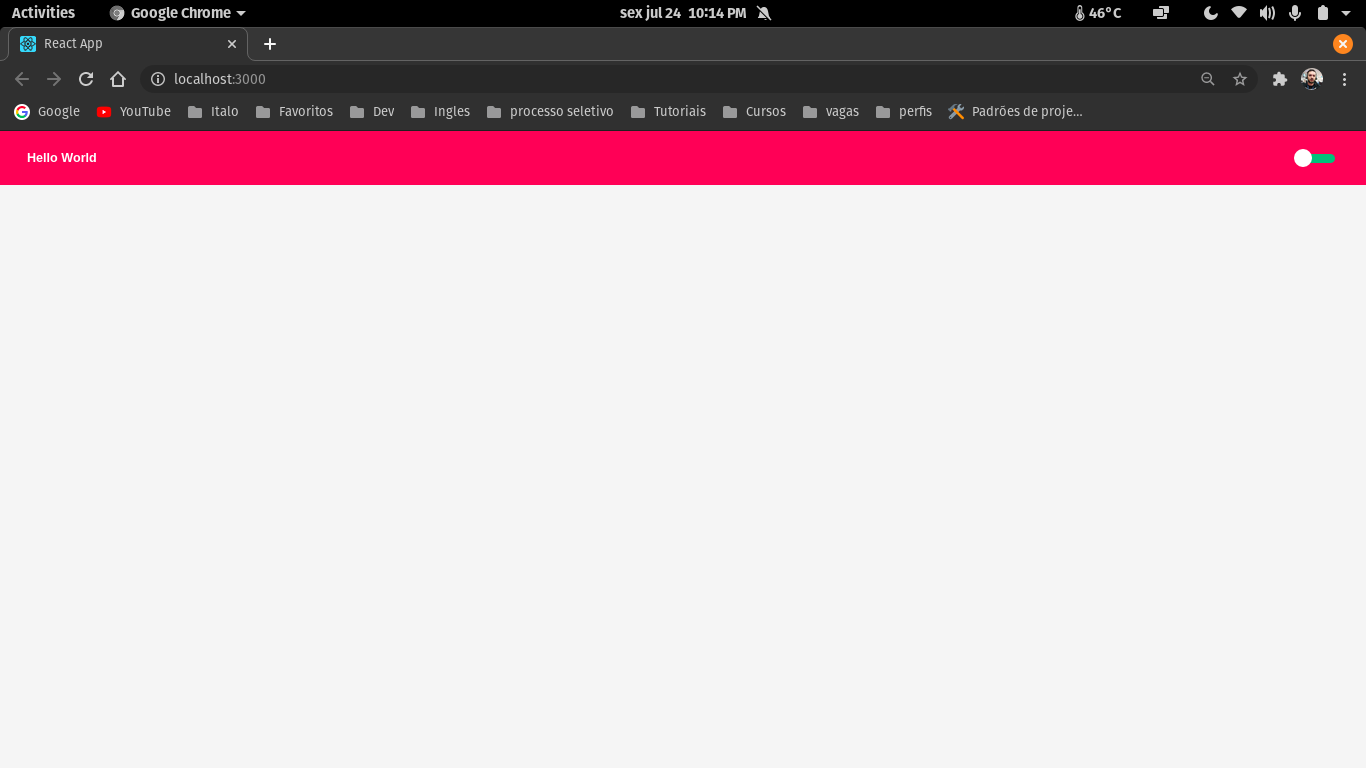 Activities Google Chrome sex jul 24 10:14 PM 46°C
React App
localhost:3000
Google YouTube Italo Favoritos Dev Ingles processo seletivo Tutoriais Cursos vagas perfis Padrões de proje...
Hello World